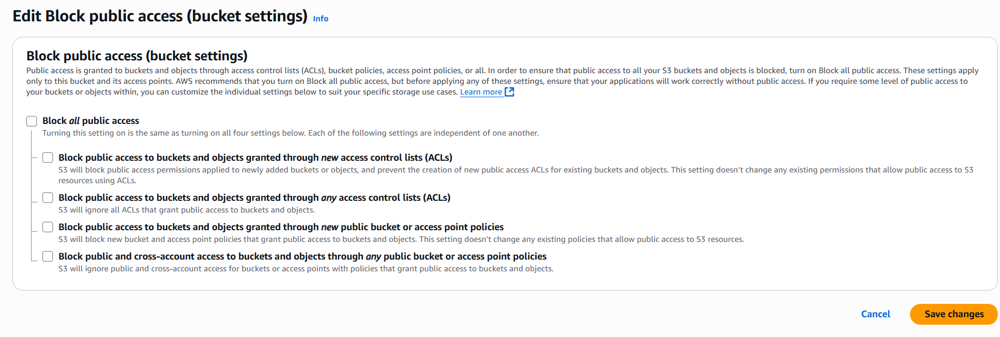 Edit Block public access (bucket settings) Info
Block public access (bucket settings)
Public access is granted to buckets and objects through access control lists (ACLs), bucket policies, access point policies, or all. In order to ensure that public access to all your S3 buckets and objects is blocked, turn on Block all public access. These settings apply
only to this bucket and its access points. AWS recommends that you turn on Block all public access, but before applying any of these settings, ensure that your applications will work correctly without public access. If you require some level of public access to
your buckets or objects within, you can customize the individual settings below to suit your specific storage use cases. Learn more
Block all public access
Turning this setting on is the same as turning on all four settings below. Each of the following settings are independent of one another.
Block public access to buckets and objects granted through new access control lists (ACLs)
S3 will block public access permissions applied to newly added buckets or objects, and prevent the creation of new public access ACLs for existing buckets and objects. This setting doesn’t change any existing permissions that allow public access to S3
resources using ACLs.
Block public access to buckets and objects granted through any access control lists (ACLs)
S3 will ignore all ACLs that grant public access to buckets and objects.
Block public access to buckets and objects granted through new public bucket or access point policies
S3 will block new bucket and access point policies that grant public access to buckets and objects. This setting doesn't change any existing policies that allow public access to S3 resources.
Block public and cross-account access to buckets and objects through any public bucket or access point policies
S3 will ignore public and cross-account access for buckets or access points with policies that grant public access to buckets and objects.
Cancel Save changes